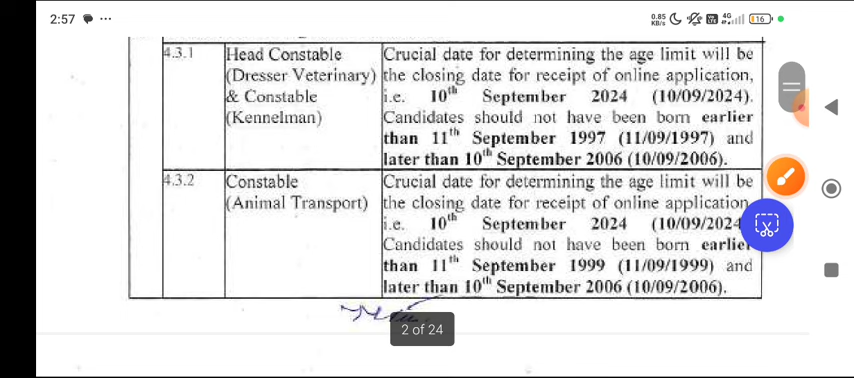 2:57
0.85
KB/s
4G
16
4.3.1
Head Constable
(Dresser Veterinary)
& Constable
(Kennelman)
Crucial date for determining the age limit will be
the closing date for receipt of online application,
i.e. 10th September 2024 (10/09/2024).
Candidates should not have been born earlier
than 11th September 1997 (11/09/1997) and
later than 10th September 2006 (10/09/2006).
4.3.2
Constable
(Animal Transport)
Crucial date for determining the age limit will be
the closing date for receipt of online application
i.e. 10th September 2024 (10/09/2024
Candidates should not have been born earlier
than 11th September 1999 (11/09/1999) and
later than 10th September 2006 (10/09/2006).
2 of 24